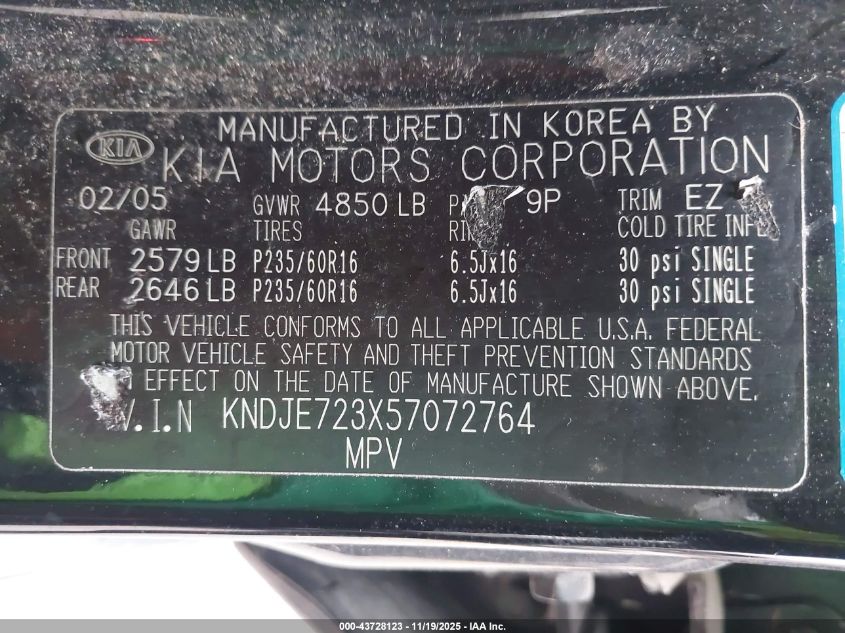 MANUFACTURED IN KOREA BY
KIA KIA MOTORS CORPORATION
02/05 GVWR 4850 LB 9P TRIM EZ
GAWR TIRES COLD TIRE INF
FRONT 2579 LB P235/60R16 6.5Jx16 30 psi SINGLE
REAR 2646 LB P235/60R16 6.5Jx16 30 psi SINGLE
THIS VEHICLE CONFORMS TO ALL APPLICABLE U.S.A. FEDERAL
MOTOR VEHICLE SAFETY AND THEFT PREVENTION STANDARDS
EFFECT ON THE DATE OF MANUFACTURE SHOWN ABOVE.
V.I.N KNDJE723X57072764
MPV
000-43728123 - 11/19/2025 - IAA Inc.